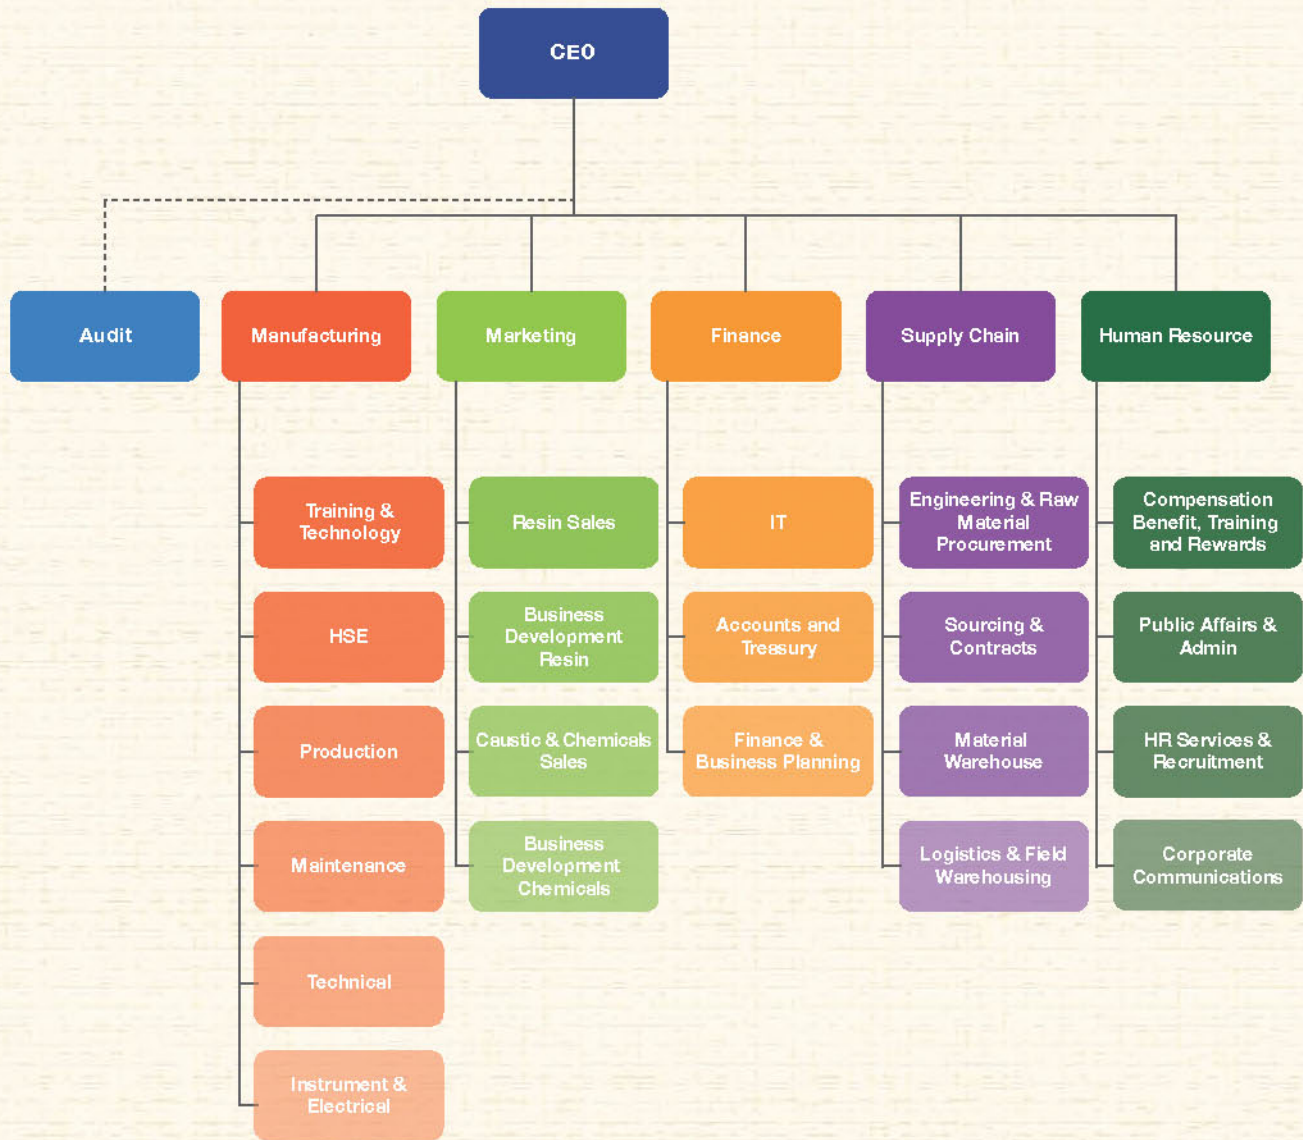 CEO
Audit
Manufacturing
Marketing
Finance
Supply Chain
Human Resource
Training &
Technology
HSE
Production
Maintenance
Technical
Instrument &
Electrical
Resin Sales
Business
Development
Resin
Caustic & Chemicals
Sales
Business
Development
Chemicals
IT
Accounts and
Treasury
Finance &
Business Planning
Engineering & Raw
Material
Procurement
Sourcing &
Contracts
Material
Warehouse
Logistics & Field
Warehousing
Compensation
Benefit, Training
and Rewards
Public Affairs &
Admin
HR Services &
Recruitment
Corporate
Communications